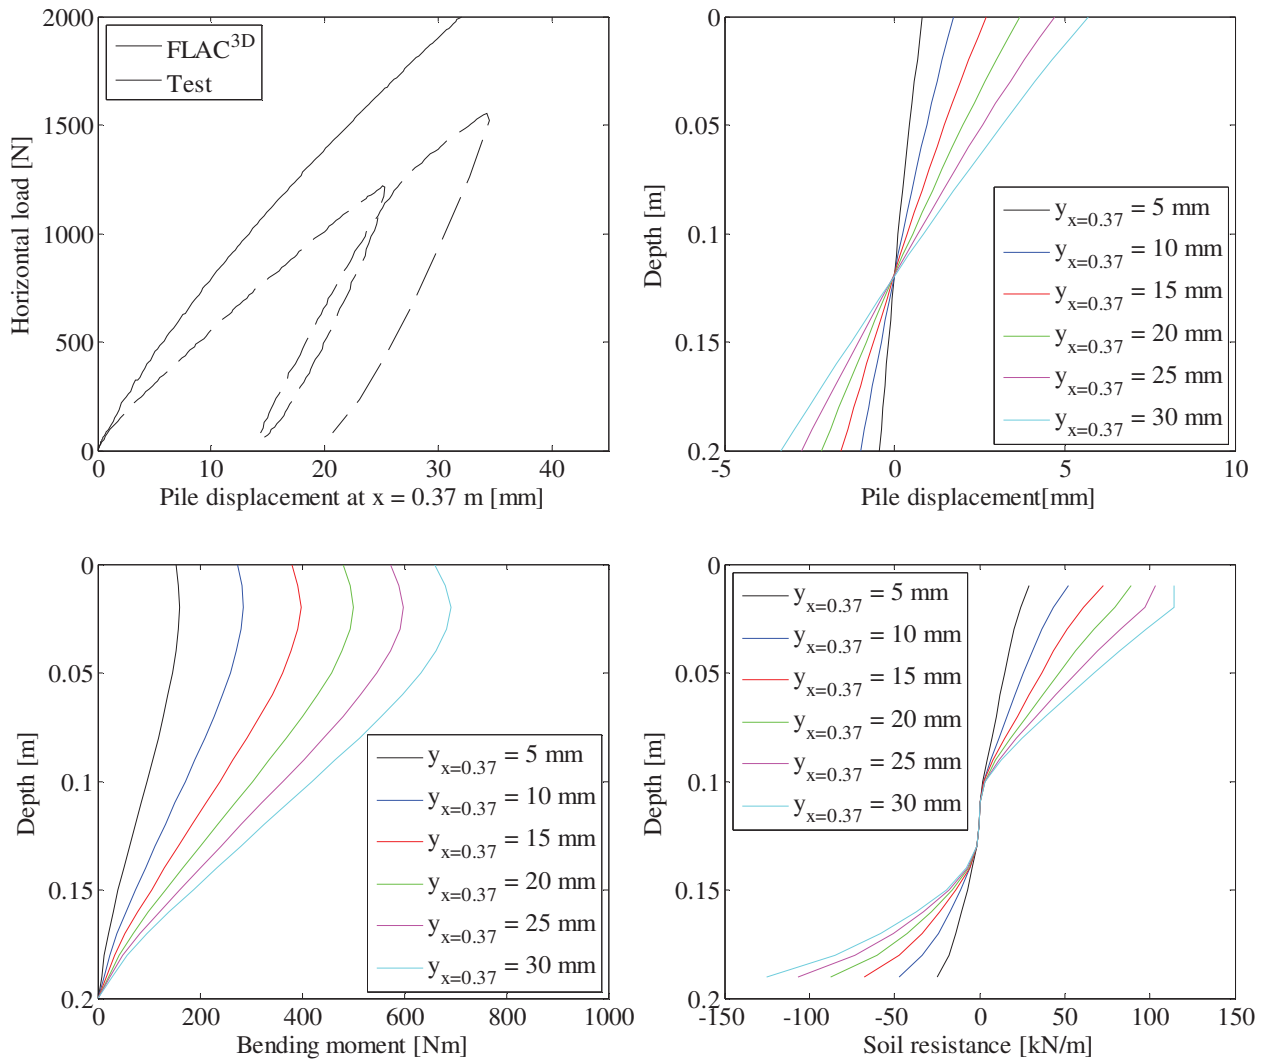 2000
1500
1000
500
0
0
10
20
30
40
Horizontal load [N]
Pile displacement at x = 0.37 m [mm]
FLAC3D
Test
0
0.05
0.1
0.15
0.2
-5
0
5
10
Depth [m]
Pile displacement[mm]
yx=0.37 = 5 mm
yx=0.37 = 10 mm
yx=0.37 = 15 mm
yx=0.37 = 20 mm
yx=0.37 = 25 mm
yx=0.37 = 30 mm
0
0.05
0.1
0.15
0.2
0
200
400
600
800
1000
Depth [m]
Bending moment [Nm]
yx=0.37 = 5 mm
yx=0.37 = 10 mm
yx=0.37 = 15 mm
yx=0.37 = 20 mm
yx=0.37 = 25 mm
yx=0.37 = 30 mm
0
0.05
0.1
0.15
0.2
-150
-100
-50
0
50
100
150
Depth [m]
Soil resistance [kN/m]
yx=0.37 = 5 mm
yx=0.37 = 10 mm
yx=0.37 = 15 mm
yx=0.37 = 20 mm
yx=0.37 = 25 mm
yx=0.37 = 30 mm